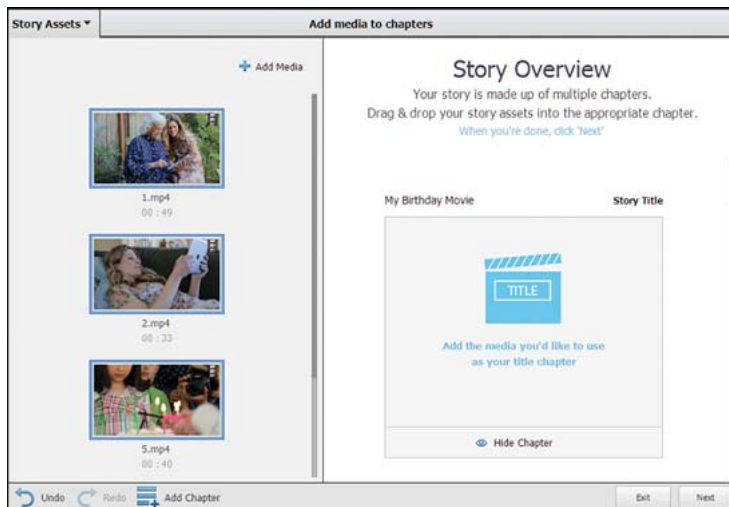 Story Assets
Add media to chapters
Add Media
1.mp4
00 : 49
2.mp4
00 : 33
5.mp4
00 : 40
Story Overview
Your story is made up of multiple chapters.
Drag & drop your story assets into the appropriate chapter.
When you're done, click 'Next'
My Birthday Movie Story Title
TITLE
Add the media you'd like to use
as your title chapter
Hide Chapter
Undo Redo Add Chapter Exit Next